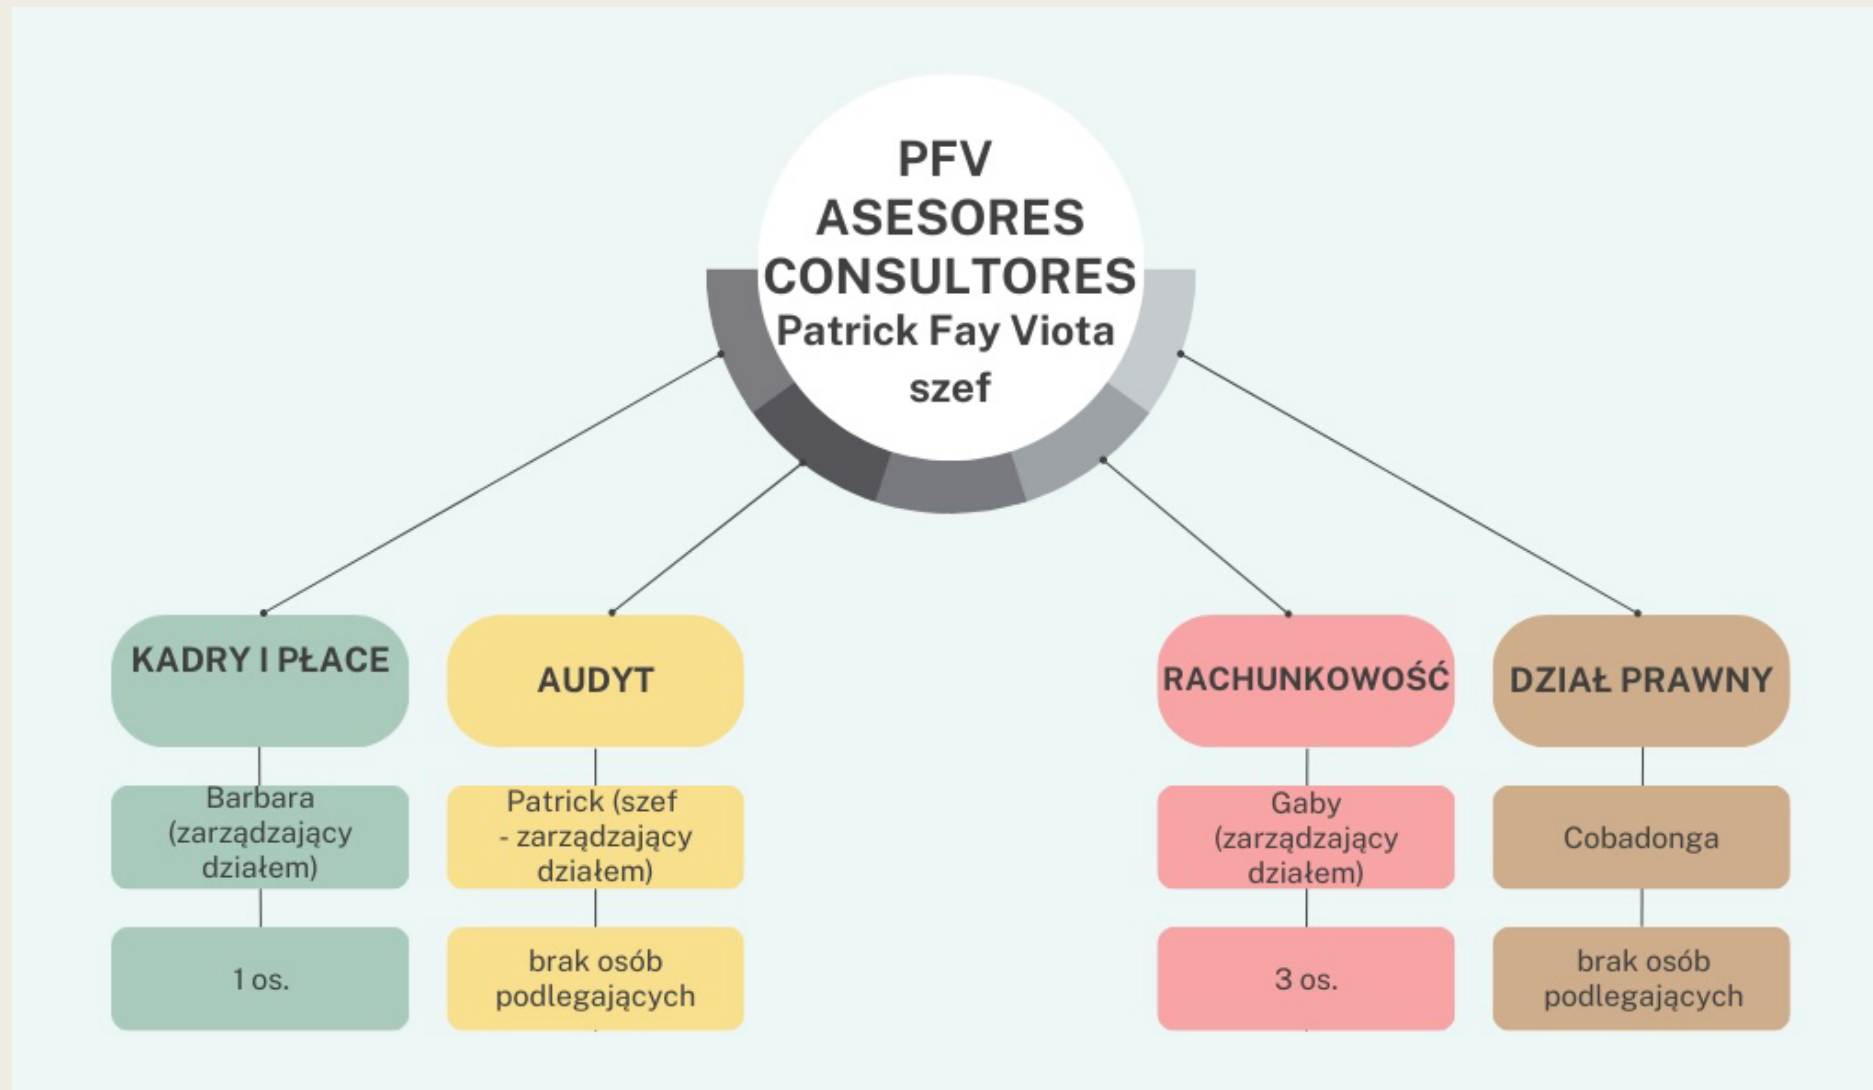 PFV
ASESORES
CONSULTORES
Patrick Fay Viota
szef
KADRY I PŁACE
Barbara
(zarządzający
działem)
1 os.
AUDYT
Patrick (szef
- zarządzający
działem)
brak osób
podlegających
RACHUNKOWOŚĆ
Gaby
(zarządzający
działem)
3 os.
DZIAŁ PRAWNY
Cobadonga
brak osób
podlegających